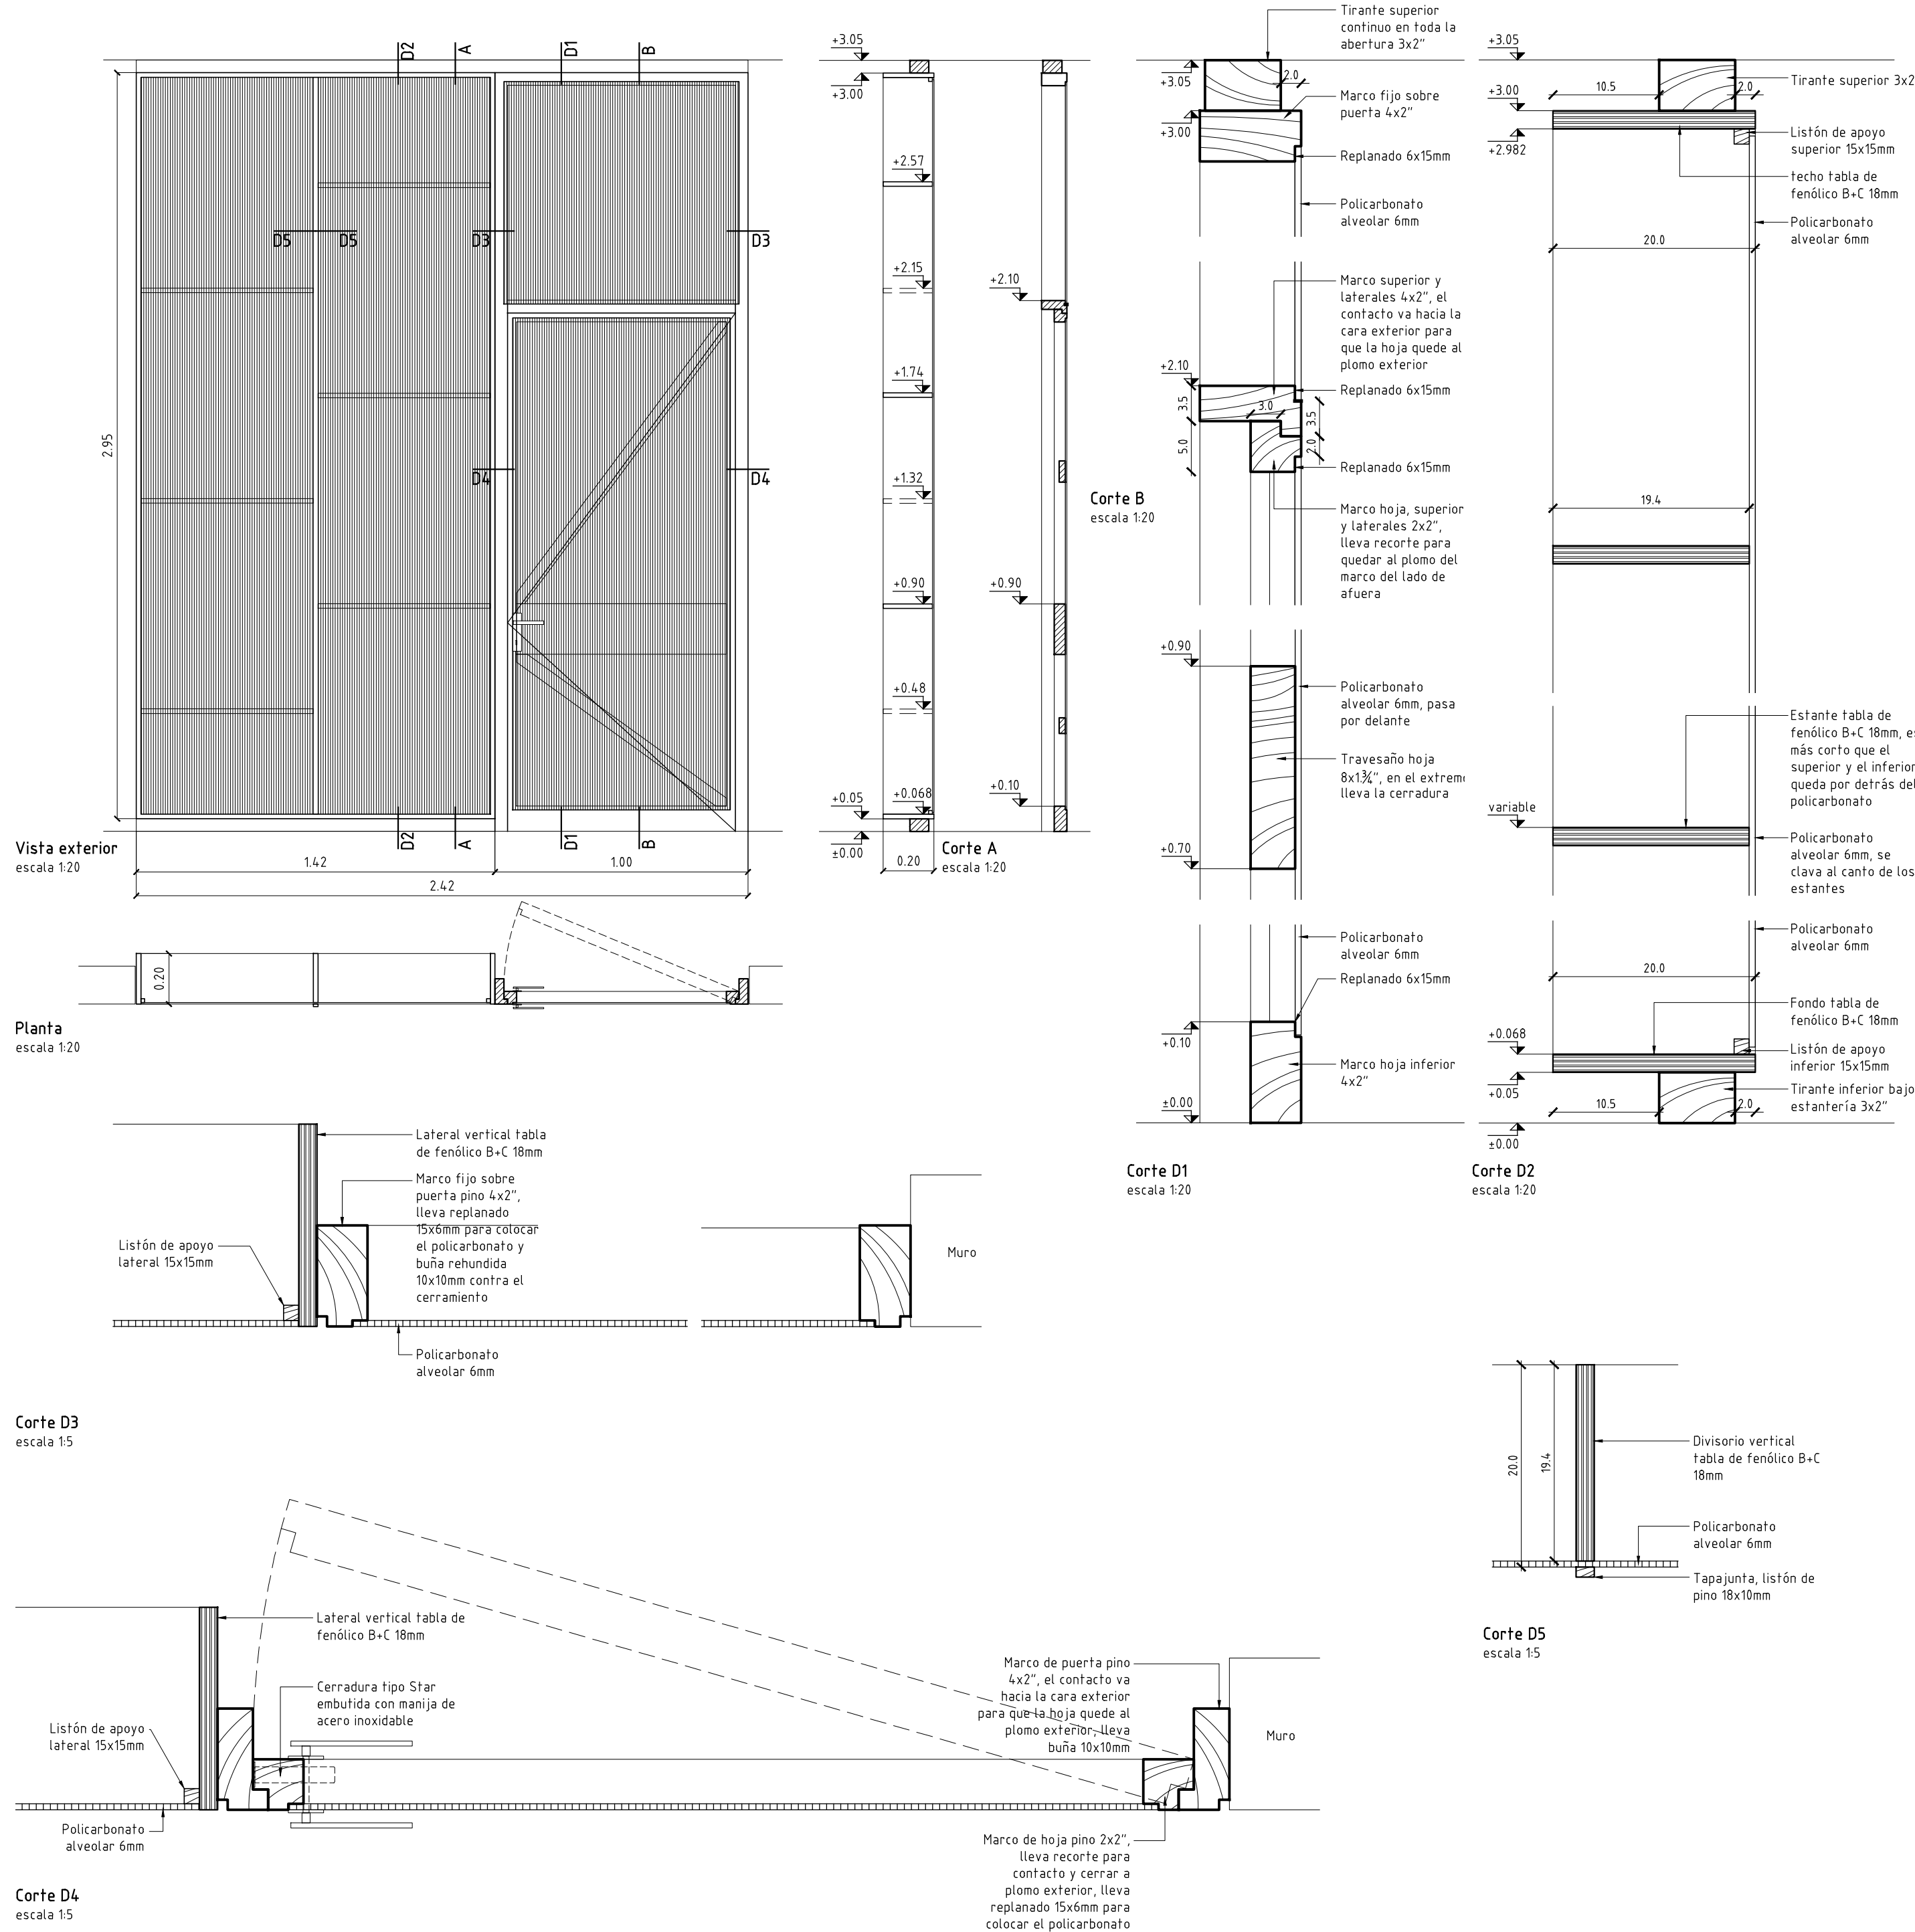 D2
A
D1
B
D5
D5
D3
D3
D4
D4
2.95
D2
A
D1
B
1.42
1.00
2.42
Vista exterior
escala 1:20
0.20
Planta
escala 1:20
+3.05
+3.00
+2.57
+2.15
+1.74
+1.32
+0.90
+0.48
+0.068
+0.05
±0.00
0.20
Corte A
escala 1:20
+2.10
+0.90
+0.10
Corte B
escala 1:20
Tirante superior
continuo en toda la
abertura 3x2"
+3.05
2.0
Marco fijo sobre
puerta 4x2"
+3.00
Replanado 6x15mm
Policarbonato
alveolar 6mm
Marco superior y
laterales 4x2", el
contacto va hacia la
cara exterior para
que la hoja quede al
plomo exterior
+2.10
Replanado 6x15mm
3.5
3.0
3.5
5.0
2.0
Replanado 6x15mm
Marco hoja, superior
y laterales 2x2",
lleva recorte para
quedar al plomo del
marco del lado de
afuera
+0.90
Policarbonato
alveolar 6mm, pasa
por delante
Travesaño hoja
8x1¾", en el extremo
lleva la cerradura
+0.70
Policarbonato
alveolar 6mm
Replanado 6x15mm
+0.10
Marco hoja inferior
4x2"
±0.00
Corte D1
escala 1:20
+3.05
10.5
2.0
Tirante superior 3x2
+3.00
+2.982
Listón de apoyo
superior 15x15mm
techo tabla de
fenólico B+C 18mm
Policarbonato
alveolar 6mm
20.0
19.4
Estante tabla de
fenólico B+C 18mm, es
más corto que el
superior y el inferior
queda por detrás del
policarbonato
variable
Policarbonato
alveolar 6mm, se
clava al canto de los
estantes
Policarbonato
alveolar 6mm
20.0
Fondo tabla de
fenólico B+C 18mm
+0.068
Listón de apoyo
inferior 15x15mm
+0.05
Tirante inferior bajo
estantería 3x2"
10.5
2.0
±0.00
Corte D2
escala 1:20
Lateral vertical tabla
de fenólico B+C 18mm
Marco fijo sobre
puerta pino 4x2",
lleva replanado
15x6mm para colocar
el policarbonato y
buña rehundida
10x10mm contra el
cerramiento
Listón de apoyo
lateral 15x15mm
Muro
Policarbonato
alveolar 6mm
Corte D3
escala 1:5
20.0
19.4
Divisorio vertical
tabla de fenólico B+C
18mm
Policarbonato
alveolar 6mm
Tapajunta, listón de
pino 18x10mm
Corte D5
escala 1:5
Lateral vertical tabla de
fenólico B+C 18mm
Cerradura tipo Star
embutida con manija de
acero inoxidable
Listón de apoyo
lateral 15x15mm
Marco de puerta pino
4x2", el contacto va
hacia la cara exterior
para que la hoja quede al
plomo exterior, lleva
buña 10x10mm
Muro
Policarbonato
alveolar 6mm
Marco de hoja pino 2x2",
lleva recorte para
contacto y cerrar a
plomo exterior, lleva
replanado 15x6mm para
colocar el policarbonato
Corte D4
escala 1:5